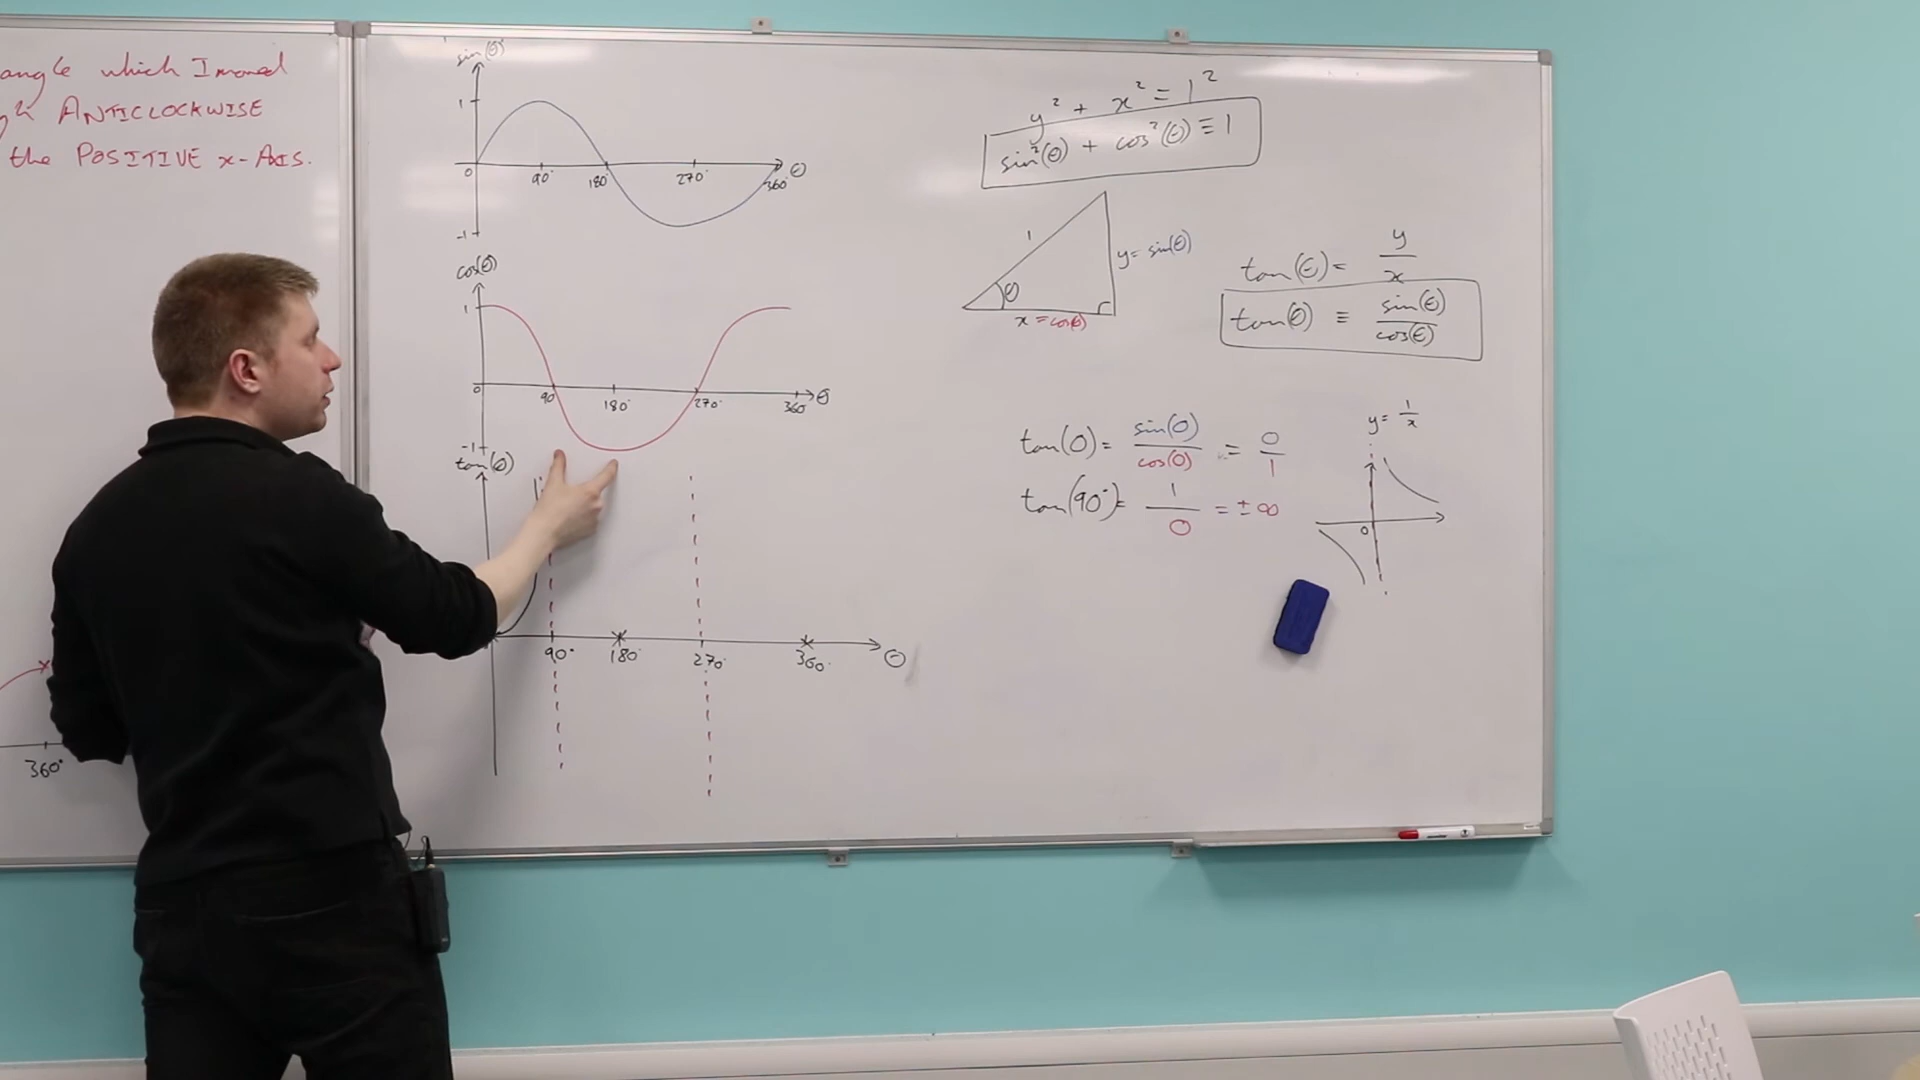 angle which I moved
ANTICLOCKWISE
the POSITIVE x-AXIS.
360°
sin(θ)
1
0 90° 180° 270° 360° θ
-1
cos(θ)
1
0 90 180° 270° 360° θ
-1
tan(θ)
90° 180° 270° 360° θ
y² + x² = 1²
sin²(θ) + cos²(θ) ≡ 1
1
θ
y = sin(θ)
x = cos(θ)
tan(θ) = y/x
tan(θ) ≡ sin(θ)/cos(θ)
tan(0) = sin(0)/cos(0) = 0/1
tan(90°) = 1/0 = ±∞
y = 1/x
0